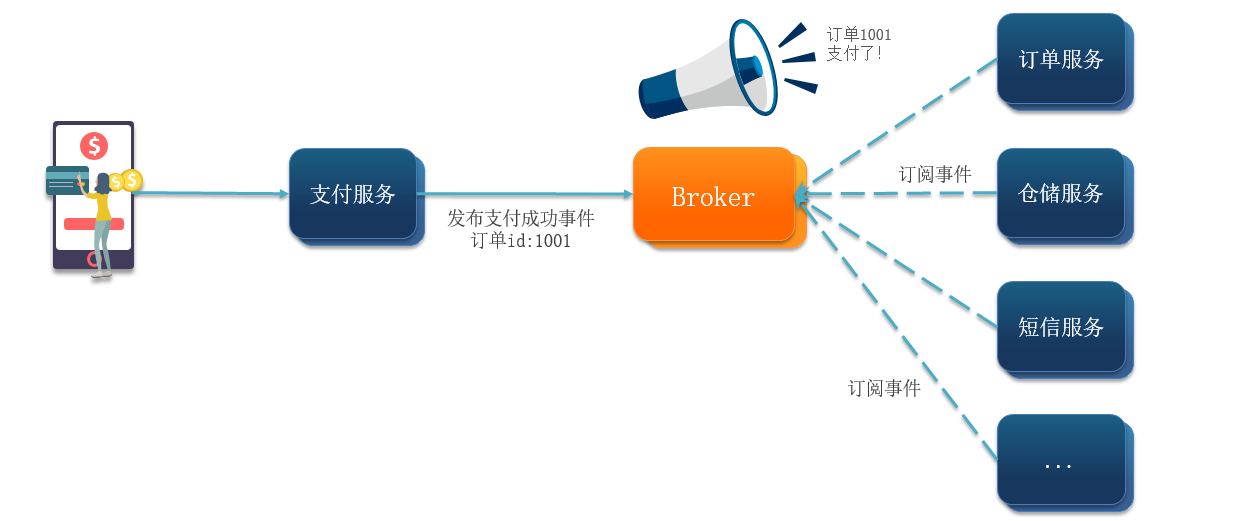 订单1001
支付了!
订单服务
支付服务
Broker
订阅事件
仓储服务
发布支付成功事件
订单id:1001
短信服务
订阅事件
...